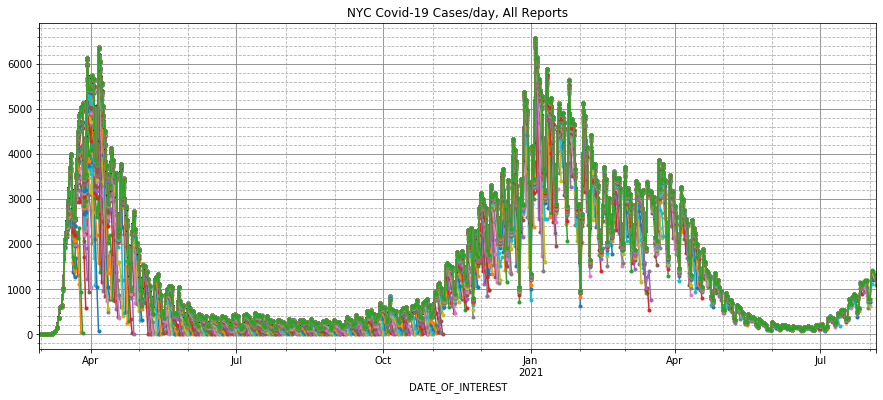 NYC Covid-19 Cases/day, All Reports
6000
5000
4000
3000
2000
1000
0
Apr
Jul
Oct
Jan
2021
Apr
Jul
DATE_OF_INTEREST